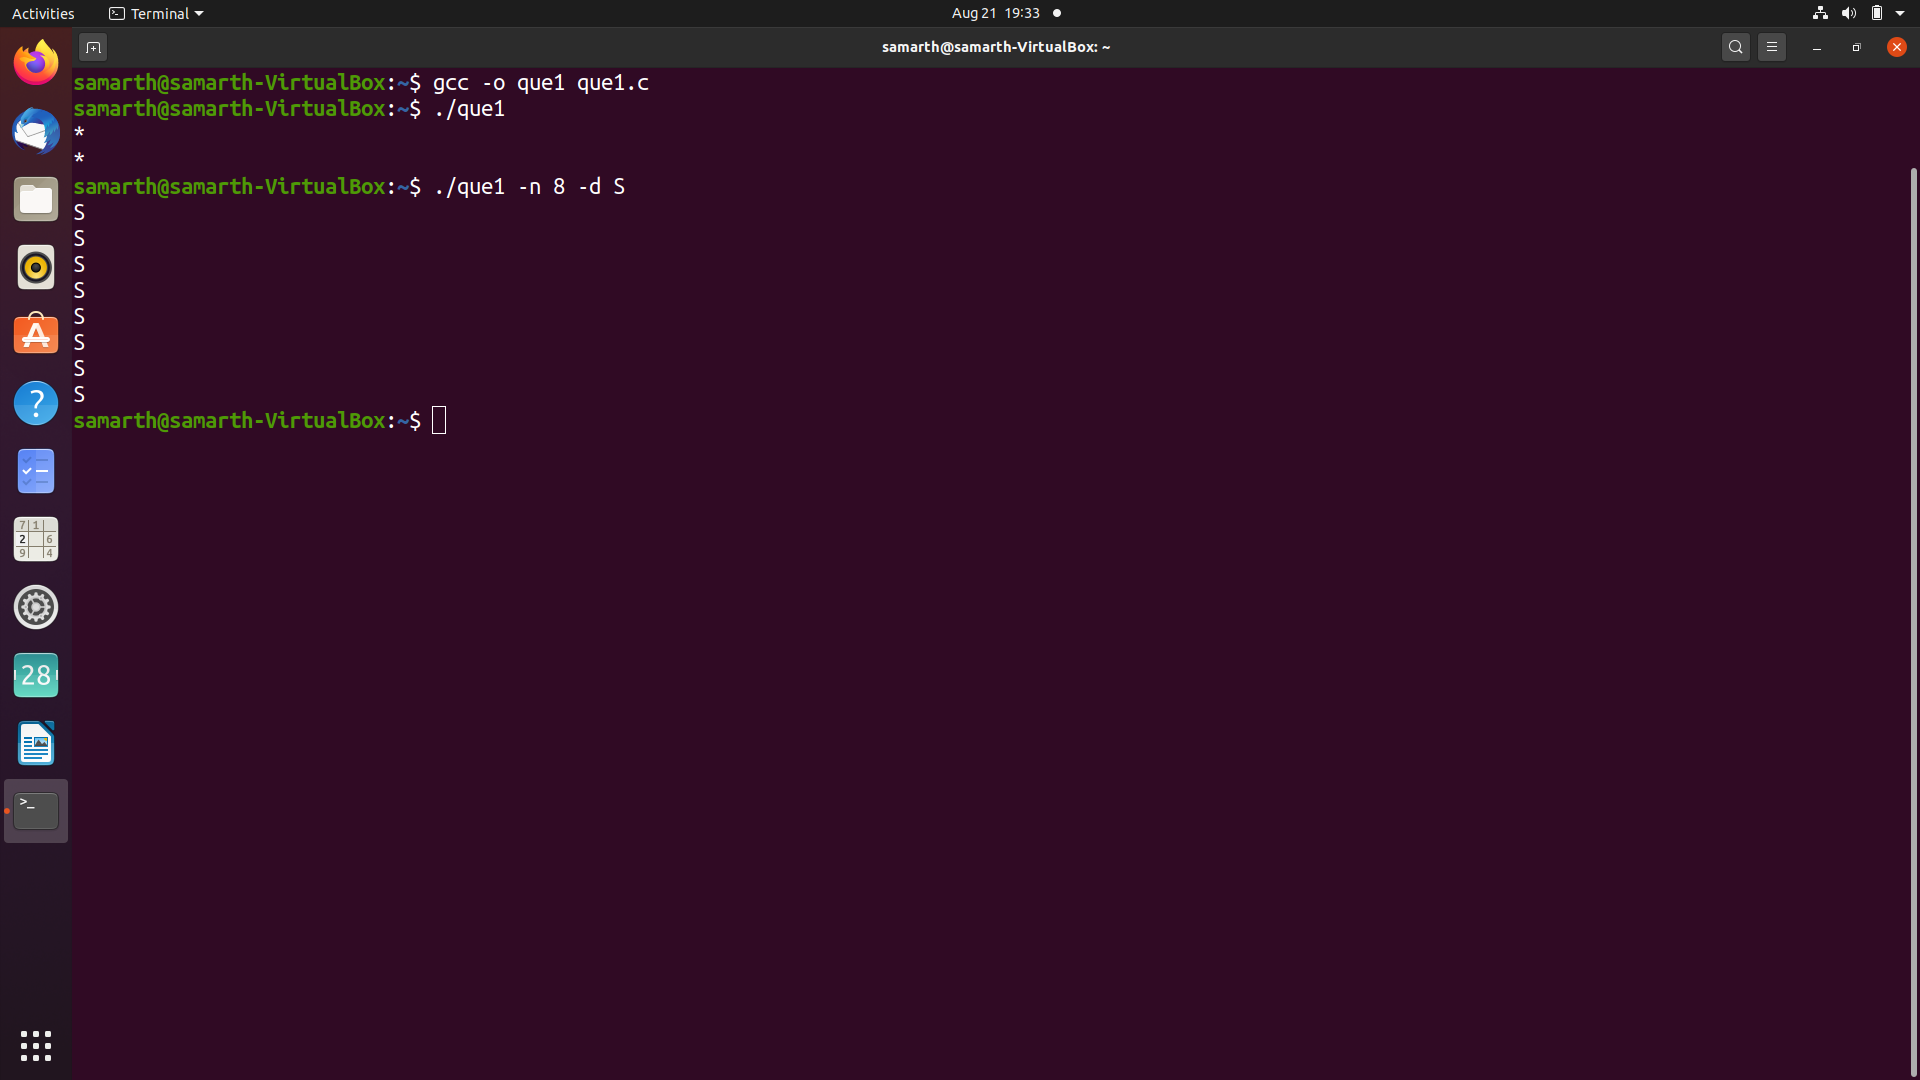 Activities Terminal Aug 21 19:33
samarth@samarth-VirtualBox: ~
samarth@samarth-VirtualBox:~$ gcc -o que1 que1.c
samarth@samarth-VirtualBox:~$ ./que1
*
*
samarth@samarth-VirtualBox:~$ ./que1 -n 8 -d S
S
S
S
S
S
S
S
S
samarth@samarth-VirtualBox:~$
?
7 1
2 6
9 4
28
>_